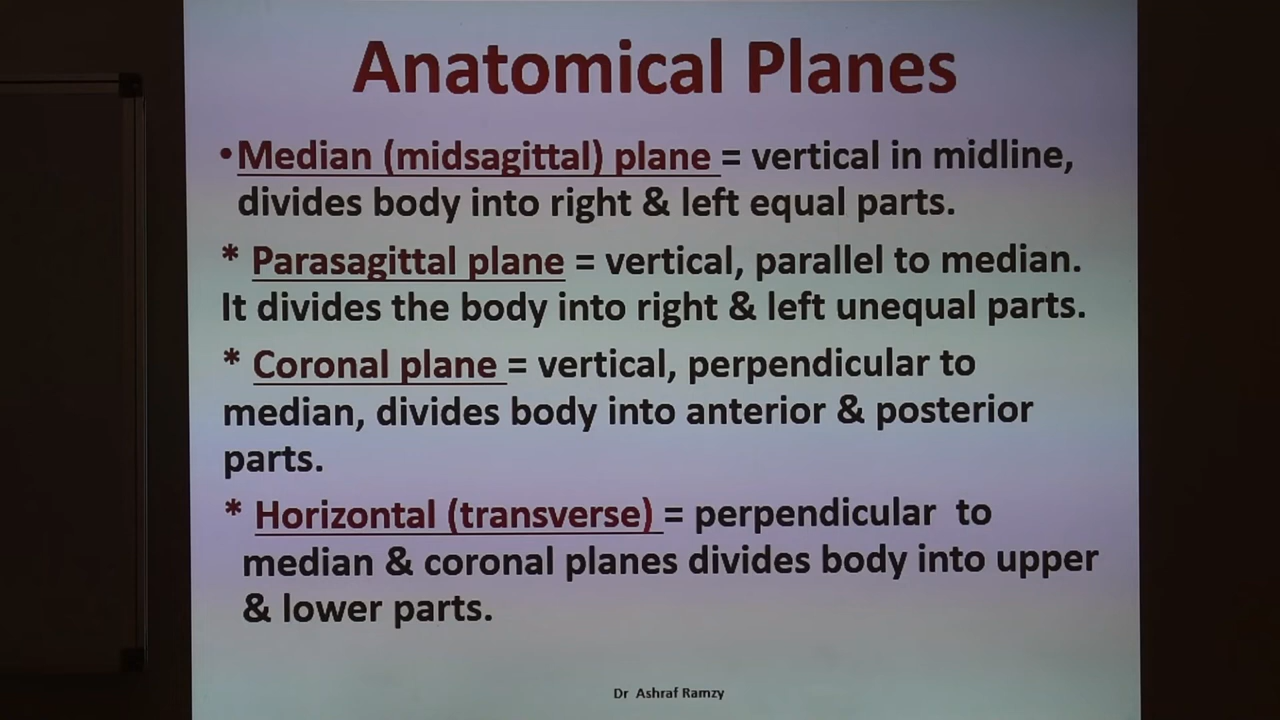 Anatomical Planes
•Median (midsagittal) plane = vertical in midline,
divides body into right & left equal parts.
* Parasagittal plane = vertical, parallel to median.
It divides the body into right & left unequal parts.
* Coronal plane = vertical, perpendicular to
median, divides body into anterior & posterior
parts.
* Horizontal (transverse) = perpendicular to
median & coronal planes divides body into upper
& lower parts.
Dr Ashraf Ramzy